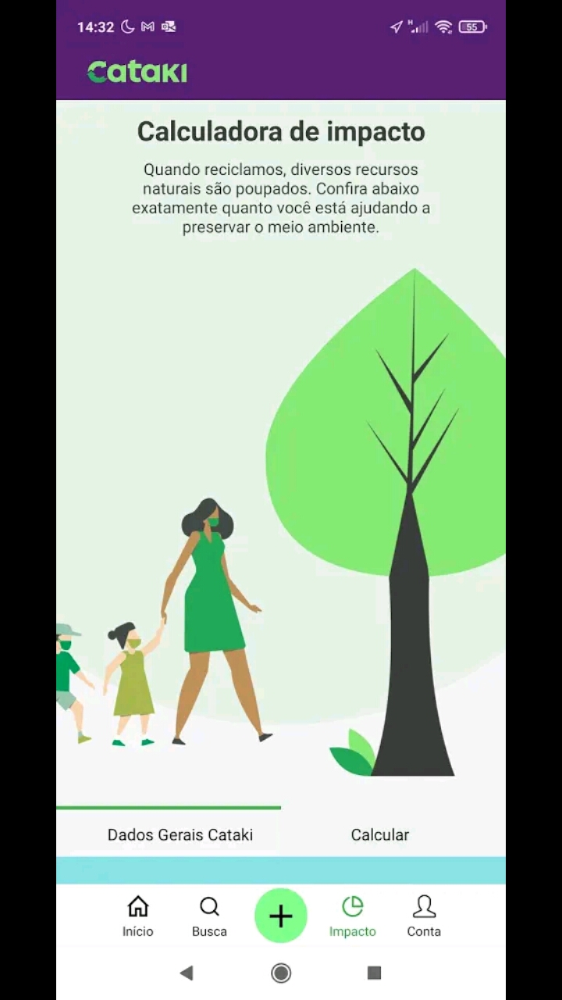 14:32
55
Cataki
Calculadora de impacto
Quando reciclamos, diversos recursos
naturais são poupados. Confira abaixo
exatamente quanto você está ajudando a
preservar o meio ambiente.
Dados Gerais Cataki
Calcular
Início
Busca
Impacto
Conta